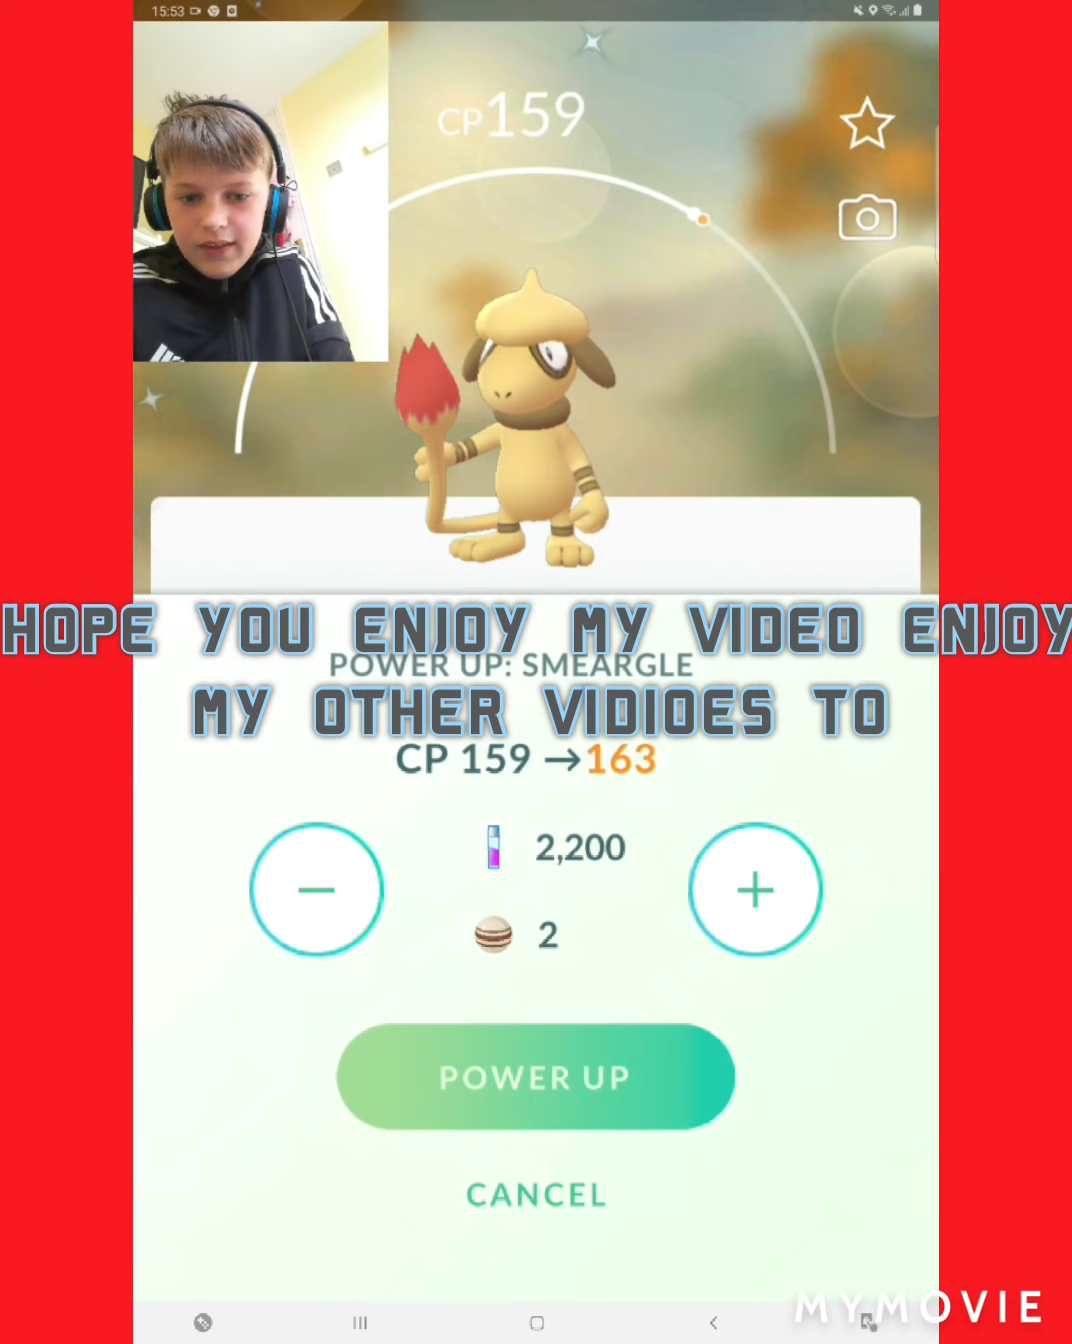 15:53
CP159
HOPE YOU ENJOY MY VIDEO ENJOY
POWER UP: SMEARGLE
MY OTHER VIDIOES TO
CP 159 →163
2,200
2
POWER UP
CANCEL
MYMOVIE